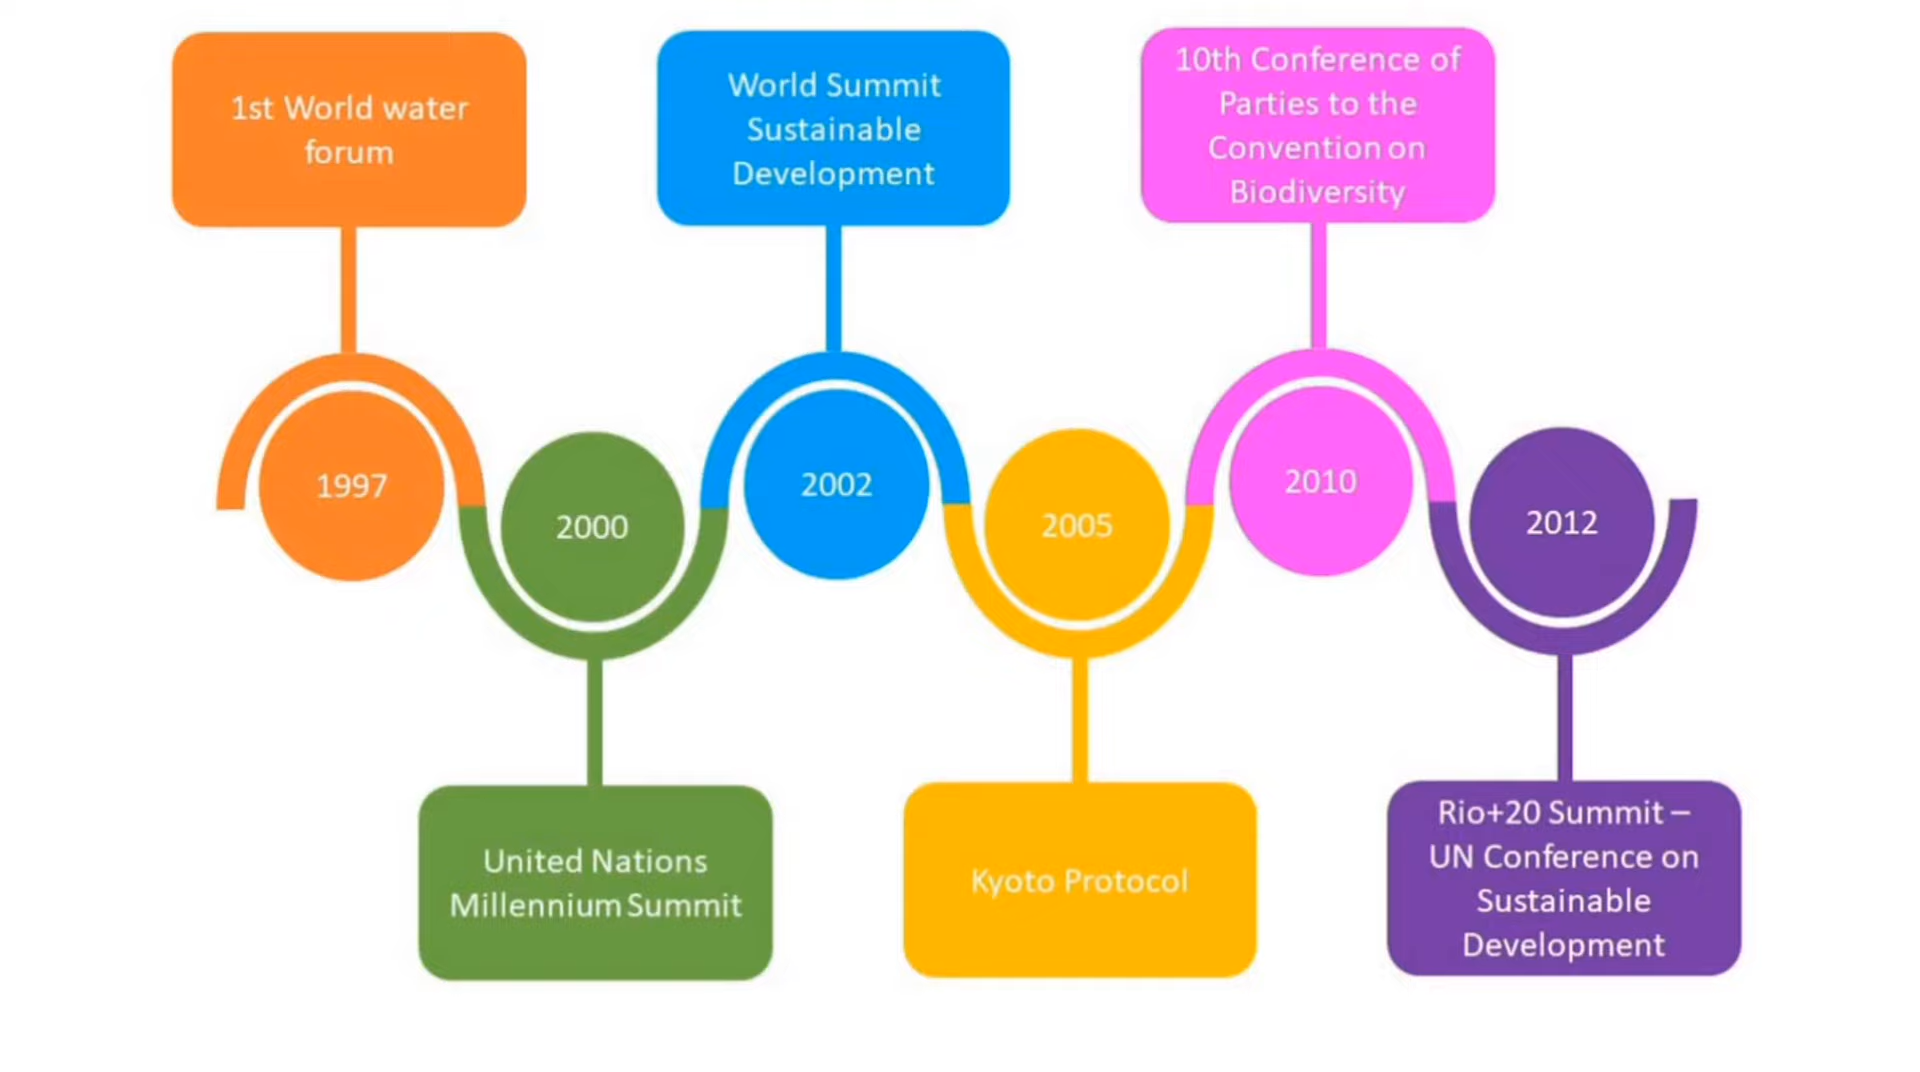 1st World water
forum
World Summit
Sustainable
Development
10th Conference of
Parties to the
Convention on
Biodiversity
1997
2000
2002
2005
2010
2012
United Nations
Millennium Summit
Kyoto Protocol
Rio+20 Summit –
UN Conference on
Sustainable
Development